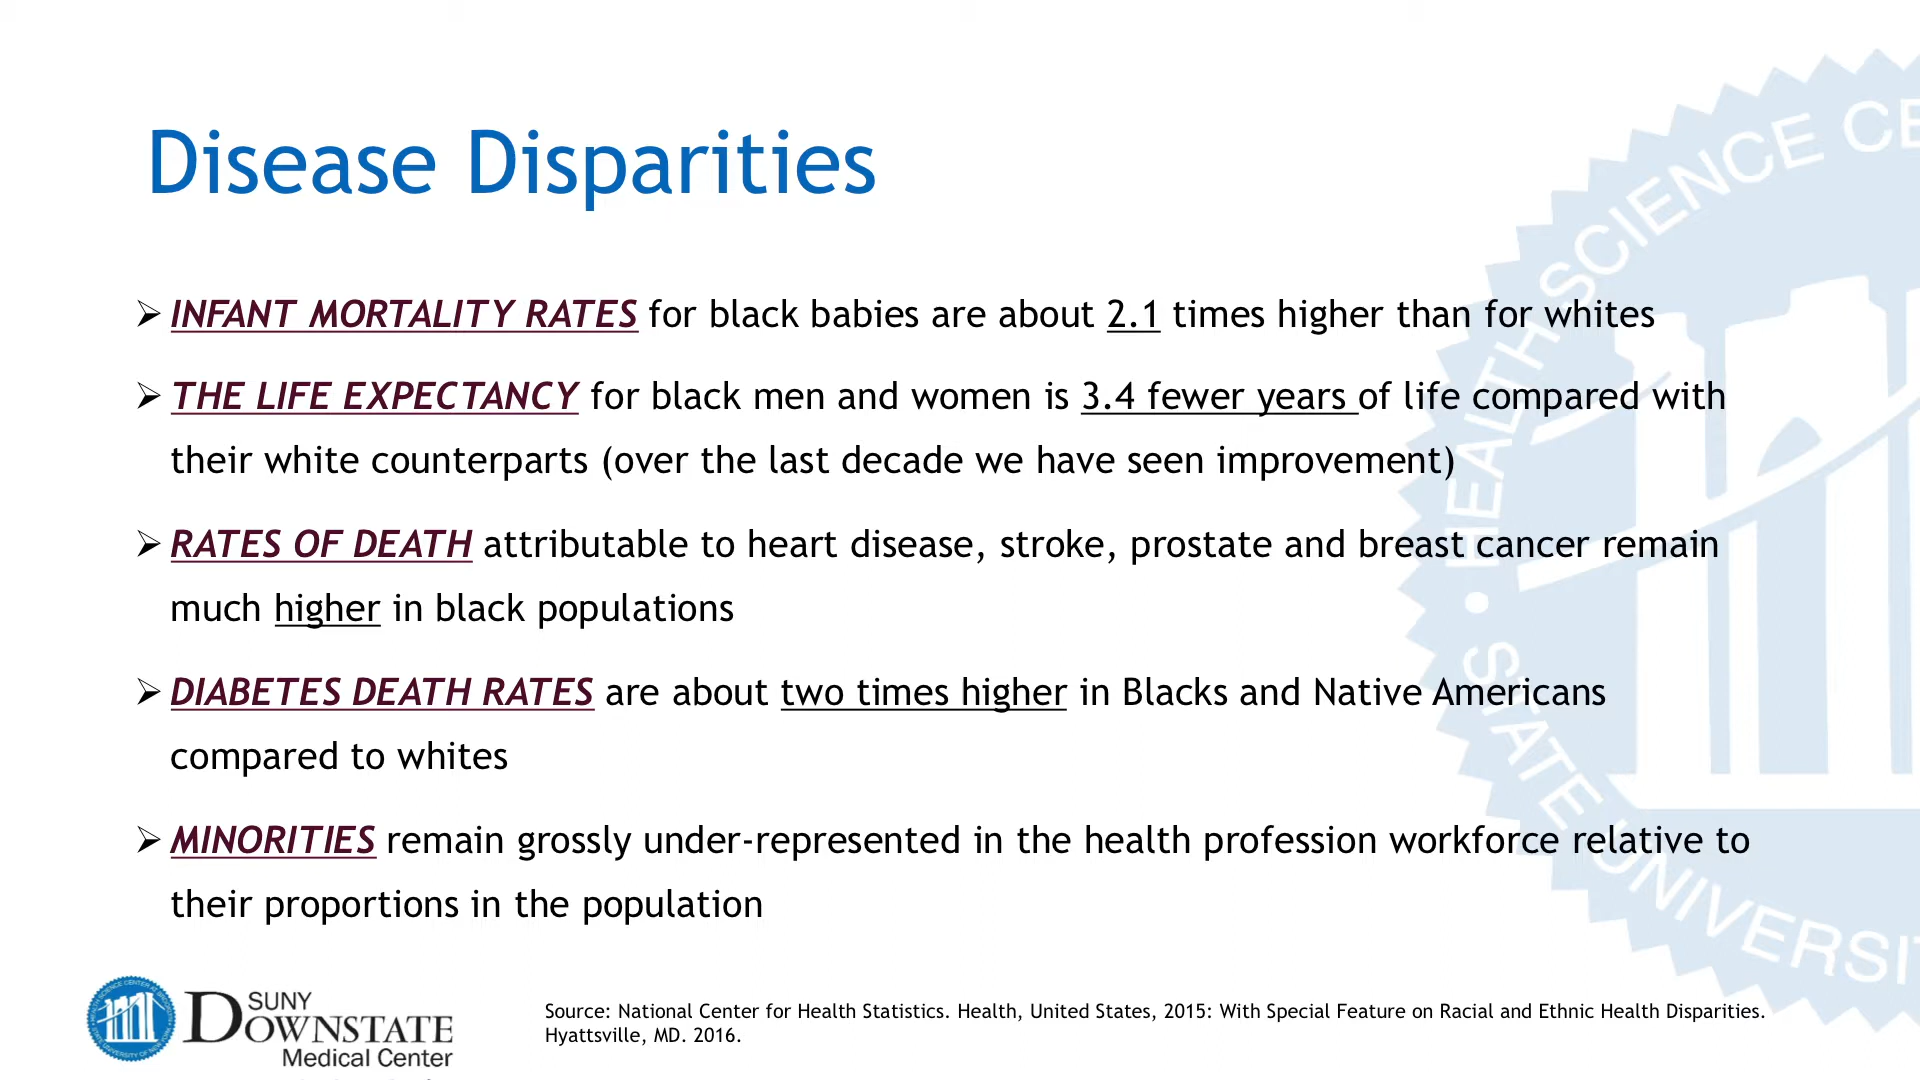 Disease Disparities
➢ INFANT MORTALITY RATES for black babies are about 2.1 times higher than for whites
➢ THE LIFE EXPECTANCY for black men and women is 3.4 fewer years of life compared with
their white counterparts (over the last decade we have seen improvement)
➢ RATES OF DEATH attributable to heart disease, stroke, prostate and breast cancer remain
much higher in black populations
➢ DIABETES DEATH RATES are about two times higher in Blacks and Native Americans
compared to whites
➢ MINORITIES remain grossly under-represented in the health profession workforce relative to
their proportions in the population
SUNY
DOWNSTATE
Medical Center
Source: National Center for Health Statistics. Health, United States, 2015: With Special Feature on Racial and Ethnic Health Disparities.
Hyattsville, MD. 2016.
STATE UNIVERSI
HEALTH SCIENCE CE